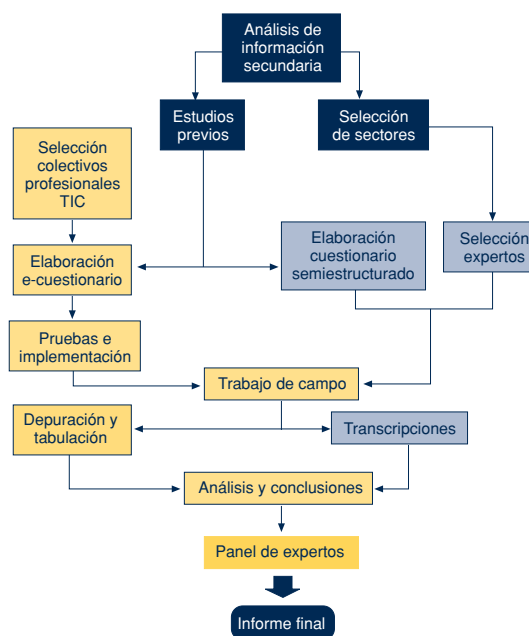 Análisis de
información
secundaria
Estudios
previos
Selección
de sectores
Selección
colectivos
profesionales
TIC
Elaboración
e-cuestionario
Elaboración
cuestionario
semiestructurado
Selección
expertos
Pruebas e
implementación
Trabajo de campo
Depuración y
tabulación
Transcripciones
Análisis y conclusiones
Panel de expertos
Informe final